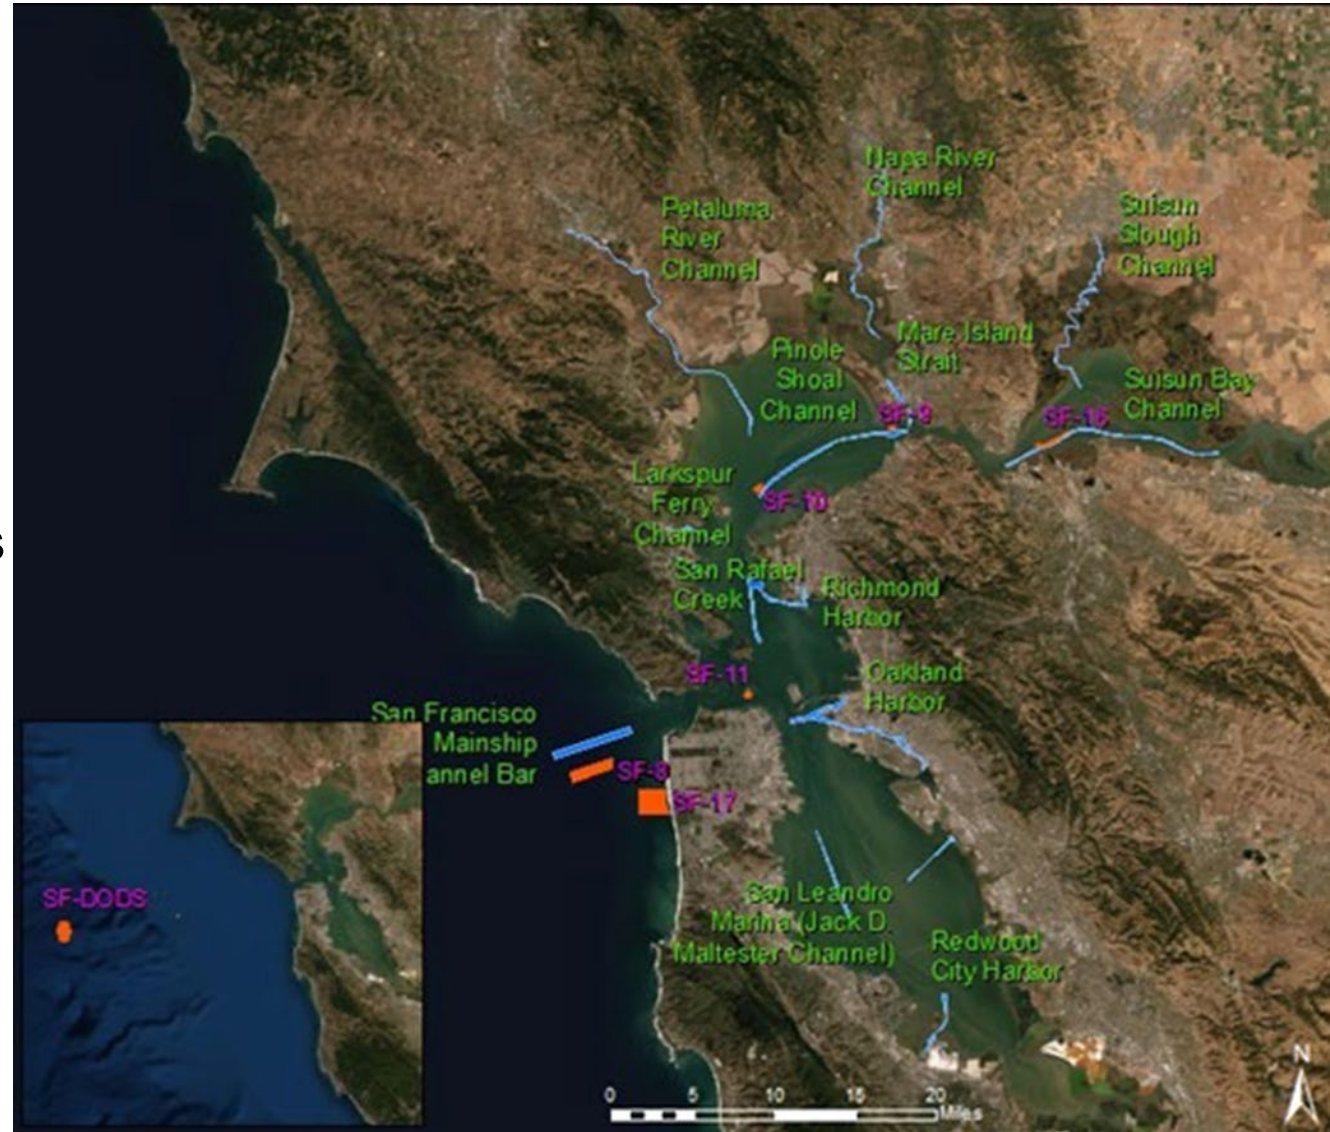 Napa River
Channel
Petaluma
River
Channel
Suisun
Slough
Channel
Mare Island
Strait
Pinole
Shoal
Channel
Suisun Bay
Channel
SF-9
SF-16
Larkspur
Ferry
Channel
SF-10
San Rafael
Creek
Richmond
Harbor
SF-11
Oakland
Harbor
San Francisco
Mainship
annel Bar
SF-8
SF-17
San Leandro
Marina (Jack D.
Maltester Channel)
SF-DODS
Redwood
City Harbor
N
0 5 10 15 20
Miles
s